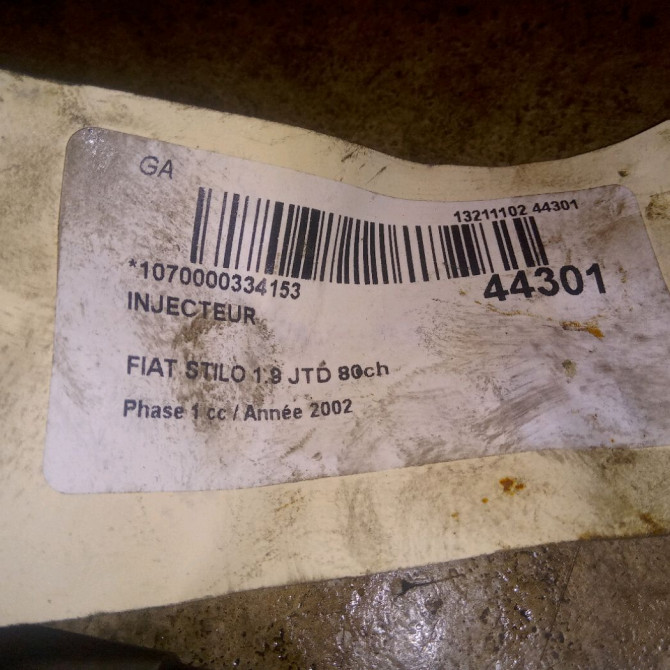 GA
13211102 44301
*1070000334153
44301
INJECTEUR
FIAT STILO 1.9 JTD 80ch
Phase 1 cc / Année 2002